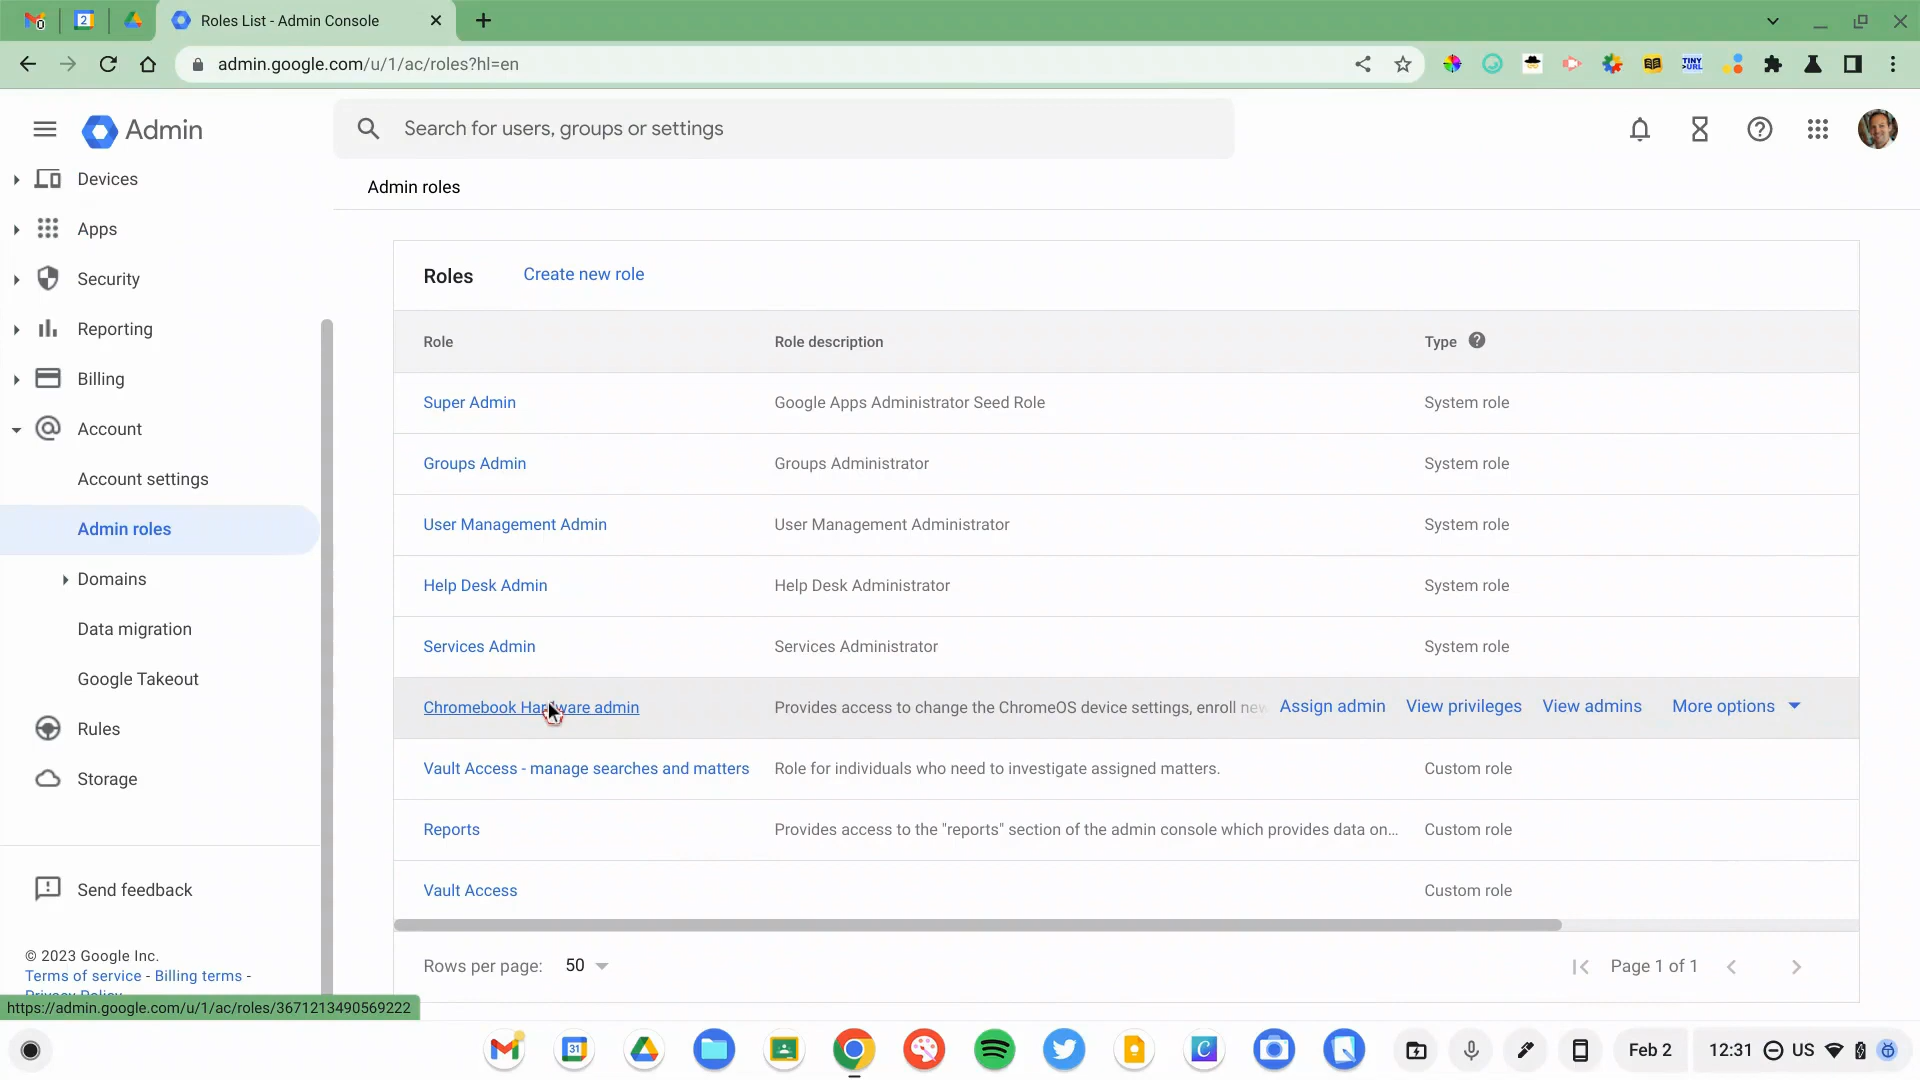 Roles List - Admin Console
admin.google.com/u/1/ac/roles?hl=en
Admin
Search for users, groups or settings
Devices
Apps
Security
Reporting
Billing
Account
Account settings
Admin roles
Domains
Data migration
Google Takeout
Rules
Storage
Send feedback
© 2023 Google Inc.
Terms of service - Billing terms -
Privacy Policy
https://admin.google.com/u/1/ac/roles/3671213490569222
Admin roles
Roles Create new role
Role Role description Type
Super Admin Google Apps Administrator Seed Role System role
Groups Admin Groups Administrator System role
User Management Admin User Management Administrator System role
Help Desk Admin Help Desk Administrator System role
Services Admin Services Administrator System role
Chromebook Hardware admin Provides access to change the ChromeOS device settings, enroll new Assign admin View privileges View admins More options
Vault Access - manage searches and matters Role for individuals who need to investigate assigned matters. Custom role
Reports Provides access to the "reports" section of the admin console which provides data on... Custom role
Vault Access Custom role
Rows per page: 50 Page 1 of 1
Feb 2 12:31 US